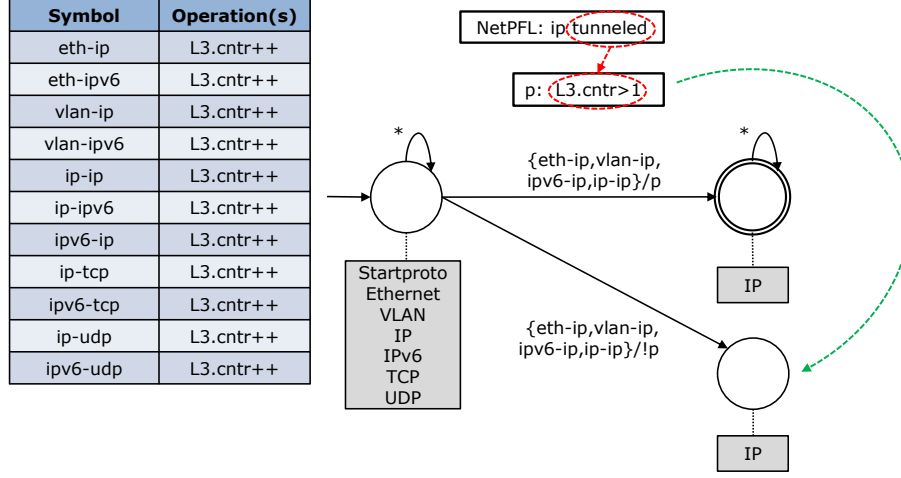 Symbol Operation(s)
eth-ip L3.cntr++
eth-ipv6 L3.cntr++
vlan-ip L3.cntr++
vlan-ipv6 L3.cntr++
ip-ip L3.cntr++
ip-ipv6 L3.cntr++
ipv6-ip L3.cntr++
ip-tcp L3.cntr++
ipv6-tcp L3.cntr++
ip-udp L3.cntr++
ipv6-udp L3.cntr++
NetPFL: ip tunneled
p: L3.cntr>1
*
{eth-ip,vlan-ip,
ipv6-ip,ip-ip}/p
*
Startproto
Ethernet
VLAN
IP
IPv6
TCP
UDP
IP
{eth-ip,vlan-ip,
ipv6-ip,ip-ip}/!p
IP